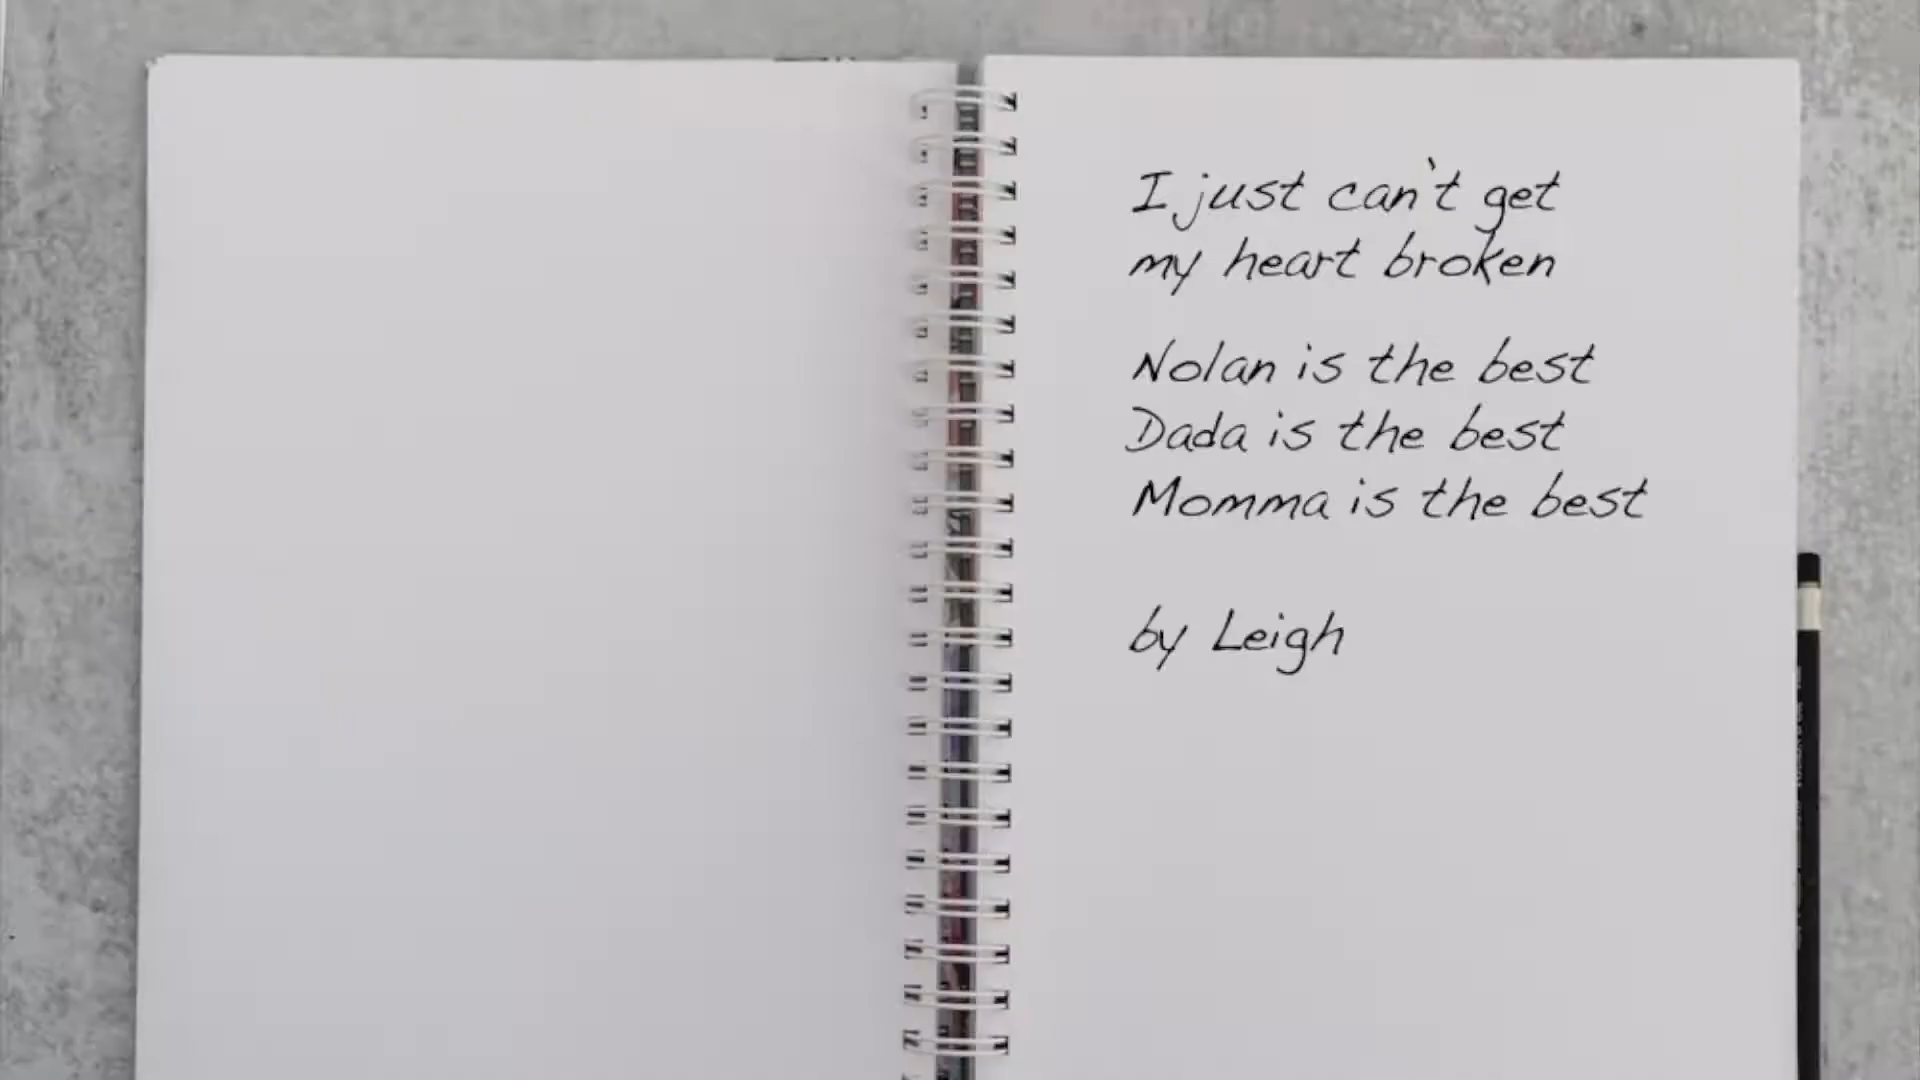 I just can't get
my heart broken
Nolan is the best
Dada is the best
Momma is the best
by Leigh